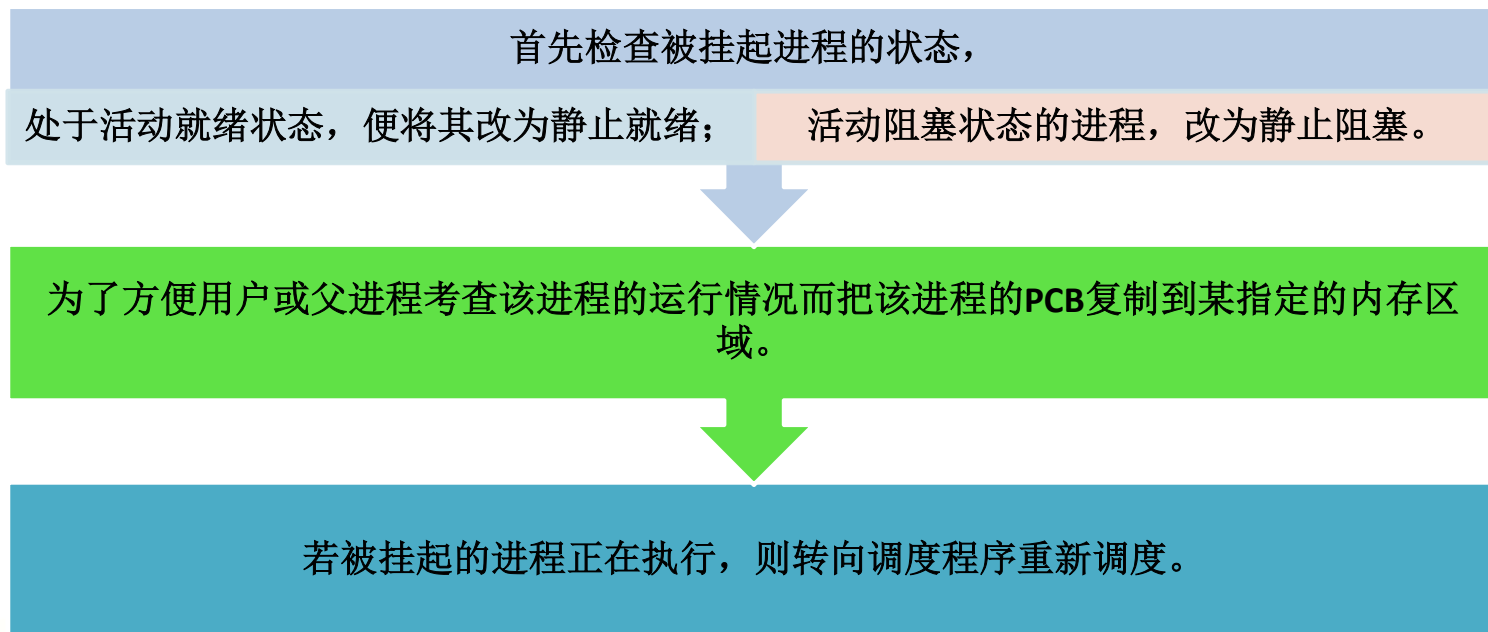 首先检查被挂起进程的状态，
处于活动就绪状态，便将其改为静止就绪；
活动阻塞状态的进程，改为静止阻塞。
为了方便用户或父进程考查该进程的运行情况而把该进程的PCB复制到某指定的内存区
域。
若被挂起的进程正在执行，则转向调度程序重新调度。